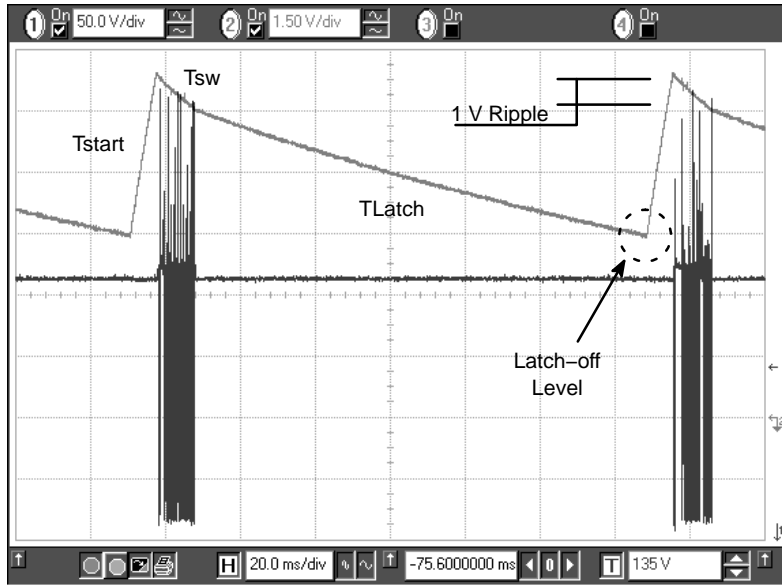 1 On 50.0 V/div 2 On 1.50 V/div 3 On 4 On
Tsw
1 V Ripple
Tstart
TLatch
Latch−off
Level
H 20.0 ms/div -75.6000000 ms 0 T 135 V